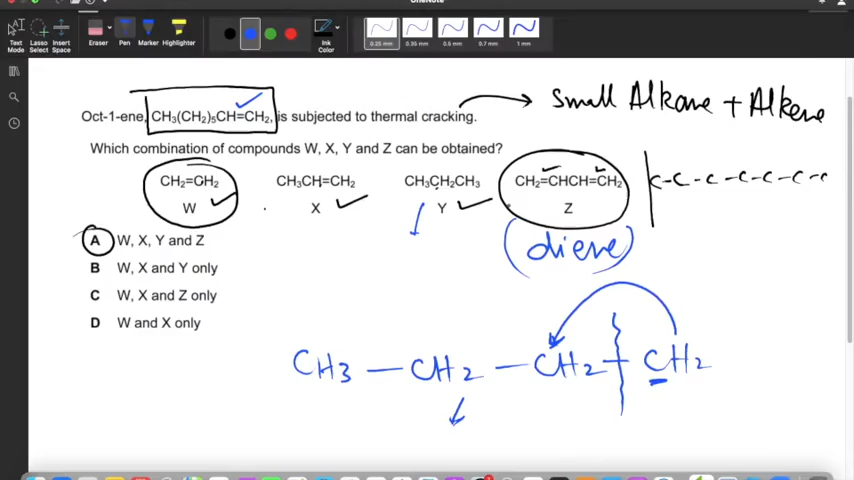 OneNote
Text Mode
Lasso Select
Insert Space
Eraser
Pen
Marker
Highlighter
Ink Color
0.25 mm
0.35 mm
0.5 mm
0.7 mm
1 mm
Oct-1-ene, CH₃(CH₂)₅CH=CH₂, is subjected to thermal cracking.
Small Alkane + Alkene
Which combination of compounds W, X, Y and Z can be obtained?
CH₂=CH₂ CH₃CH=CH₂ CH₃CH₂CH₃ CH₂=CHCH=CH₂ C-C-C-C-C-C-C
W X Y Z
A W, X, Y and Z
(diene)
B W, X and Y only
C W, X and Z only
D W and X only
CH3 — CH2 — CH2 — CH2